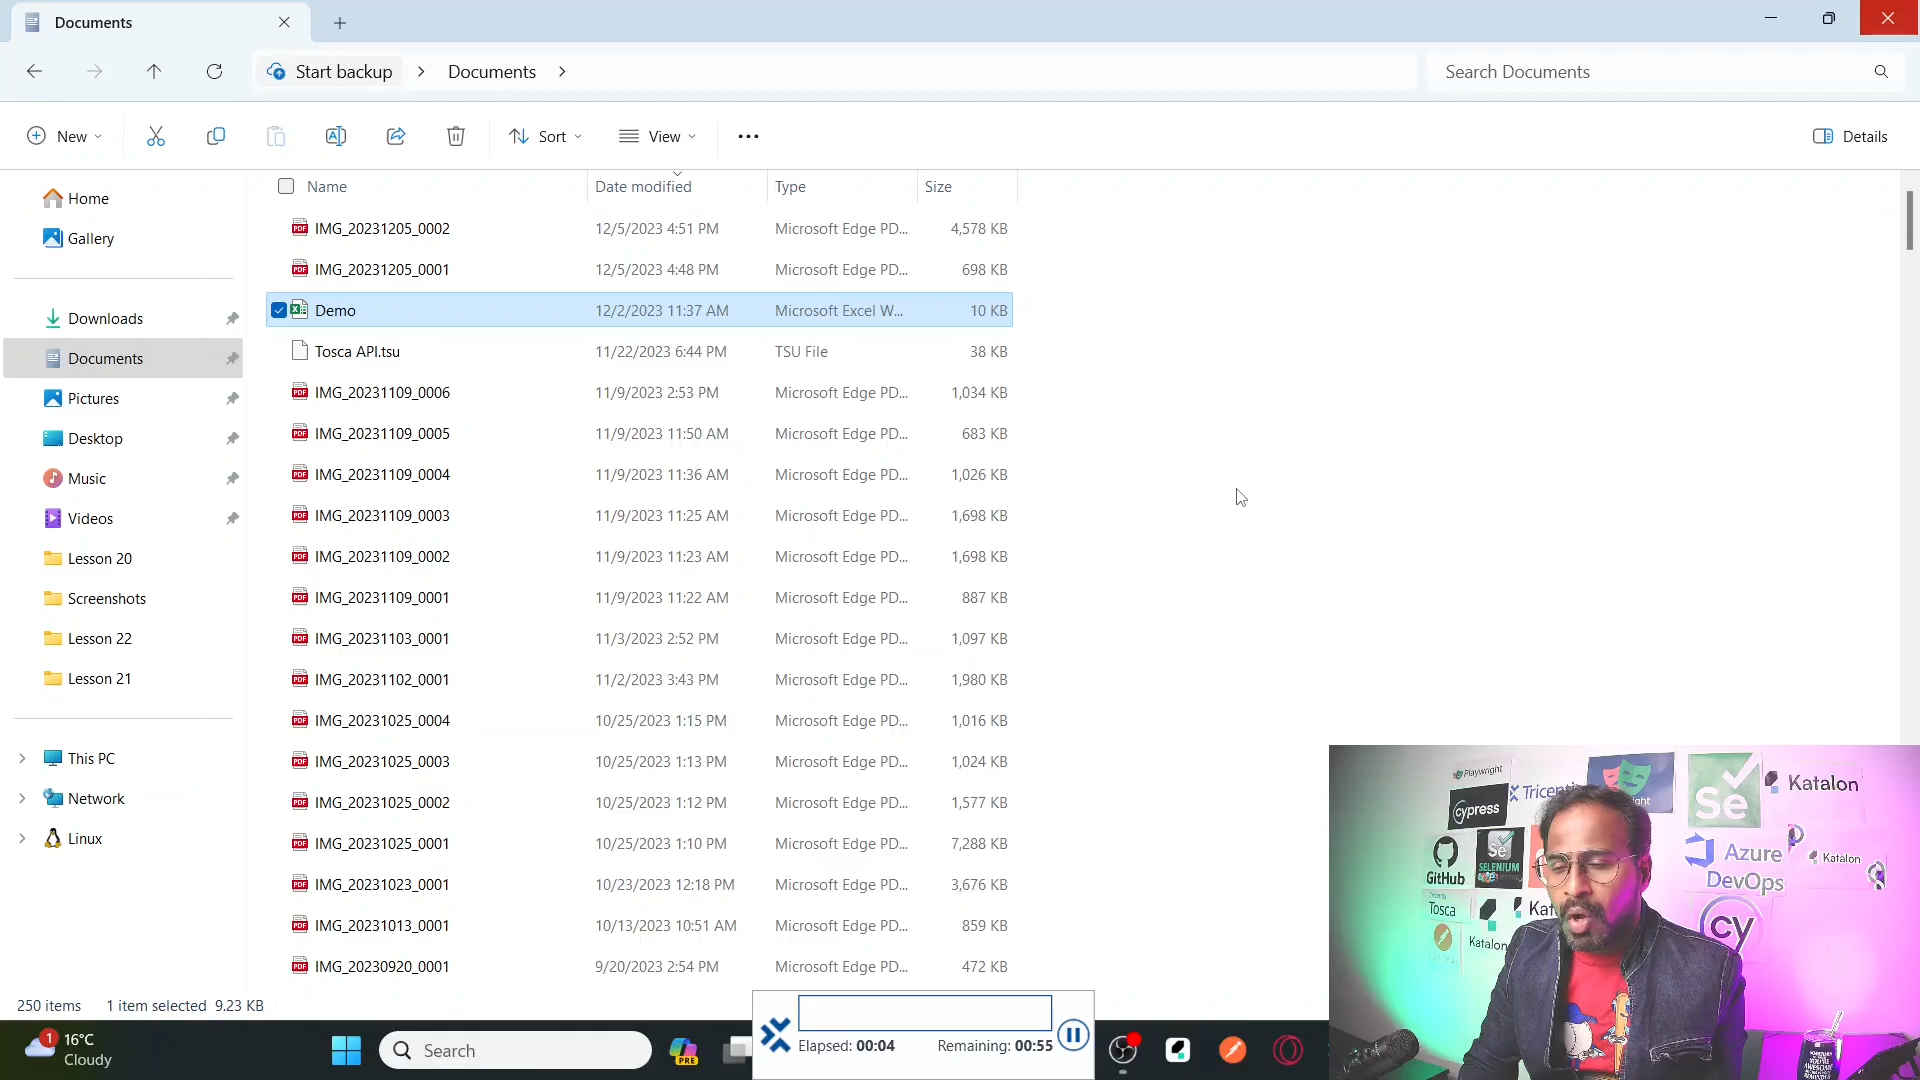 Documents
Start backup > Documents >
Search Documents
New
Sort
View
Details
Home
Gallery
Downloads
Documents
Pictures
Desktop
Music
Videos
Lesson 20
Screenshots
Lesson 22
Lesson 21
This PC
Network
Linux
Name Date modified Type Size
IMG_20231205_0002 12/5/2023 4:51 PM Microsoft Edge PD... 4,578 KB
IMG_20231205_0001 12/5/2023 4:48 PM Microsoft Edge PD... 698 KB
Demo 12/2/2023 11:37 AM Microsoft Excel W... 10 KB
Tosca API.tsu 11/22/2023 6:44 PM TSU File 38 KB
IMG_20231109_0006 11/9/2023 2:53 PM Microsoft Edge PD... 1,034 KB
IMG_20231109_0005 11/9/2023 11:50 AM Microsoft Edge PD... 683 KB
IMG_20231109_0004 11/9/2023 11:36 AM Microsoft Edge PD... 1,026 KB
IMG_20231109_0003 11/9/2023 11:25 AM Microsoft Edge PD... 1,698 KB
IMG_20231109_0002 11/9/2023 11:23 AM Microsoft Edge PD... 1,698 KB
IMG_20231109_0001 11/9/2023 11:22 AM Microsoft Edge PD... 887 KB
IMG_20231103_0001 11/3/2023 2:52 PM Microsoft Edge PD... 1,097 KB
IMG_20231102_0001 11/2/2023 3:43 PM Microsoft Edge PD... 1,980 KB
IMG_20231025_0004 10/25/2023 1:15 PM Microsoft Edge PD... 1,016 KB
IMG_20231025_0003 10/25/2023 1:13 PM Microsoft Edge PD... 1,024 KB
IMG_20231025_0002 10/25/2023 1:12 PM Microsoft Edge PD... 1,577 KB
IMG_20231025_0001 10/25/2023 1:10 PM Microsoft Edge PD... 7,288 KB
IMG_20231023_0001 10/23/2023 12:18 PM Microsoft Edge PD... 3,676 KB
IMG_20231013_0001 10/13/2023 10:51 AM Microsoft Edge PD... 859 KB
IMG_20230920_0001 9/20/2023 2:54 PM Microsoft Edge PD... 472 KB
250 items 1 item selected 9.23 KB
Playwright
cypress
Se
Katalon
GitHub
Se
SELENIUM
Azure
DevOps
Katalon
Tosca
Katalon
cy
1
16°C
Cloudy
Search
PRE
Elapsed: 00:04 Remaining: 00:55